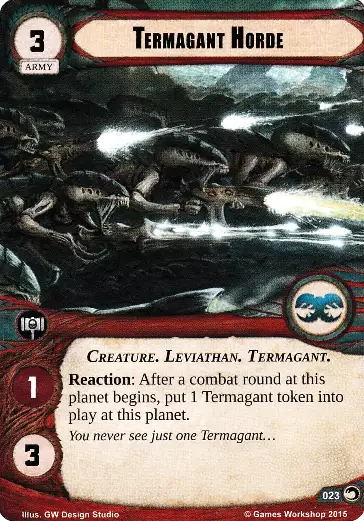 3
ARMY
TERMAGANT HORDE
CREATURE. LEVIATHAN. TERMAGANT.
1
Reaction: After a combat round at this
planet begins, put 1 Termagant token into
play at this planet.
3
You never see just one Termagant…
023
Illus. GW Design Studio
© Games Workshop 2015